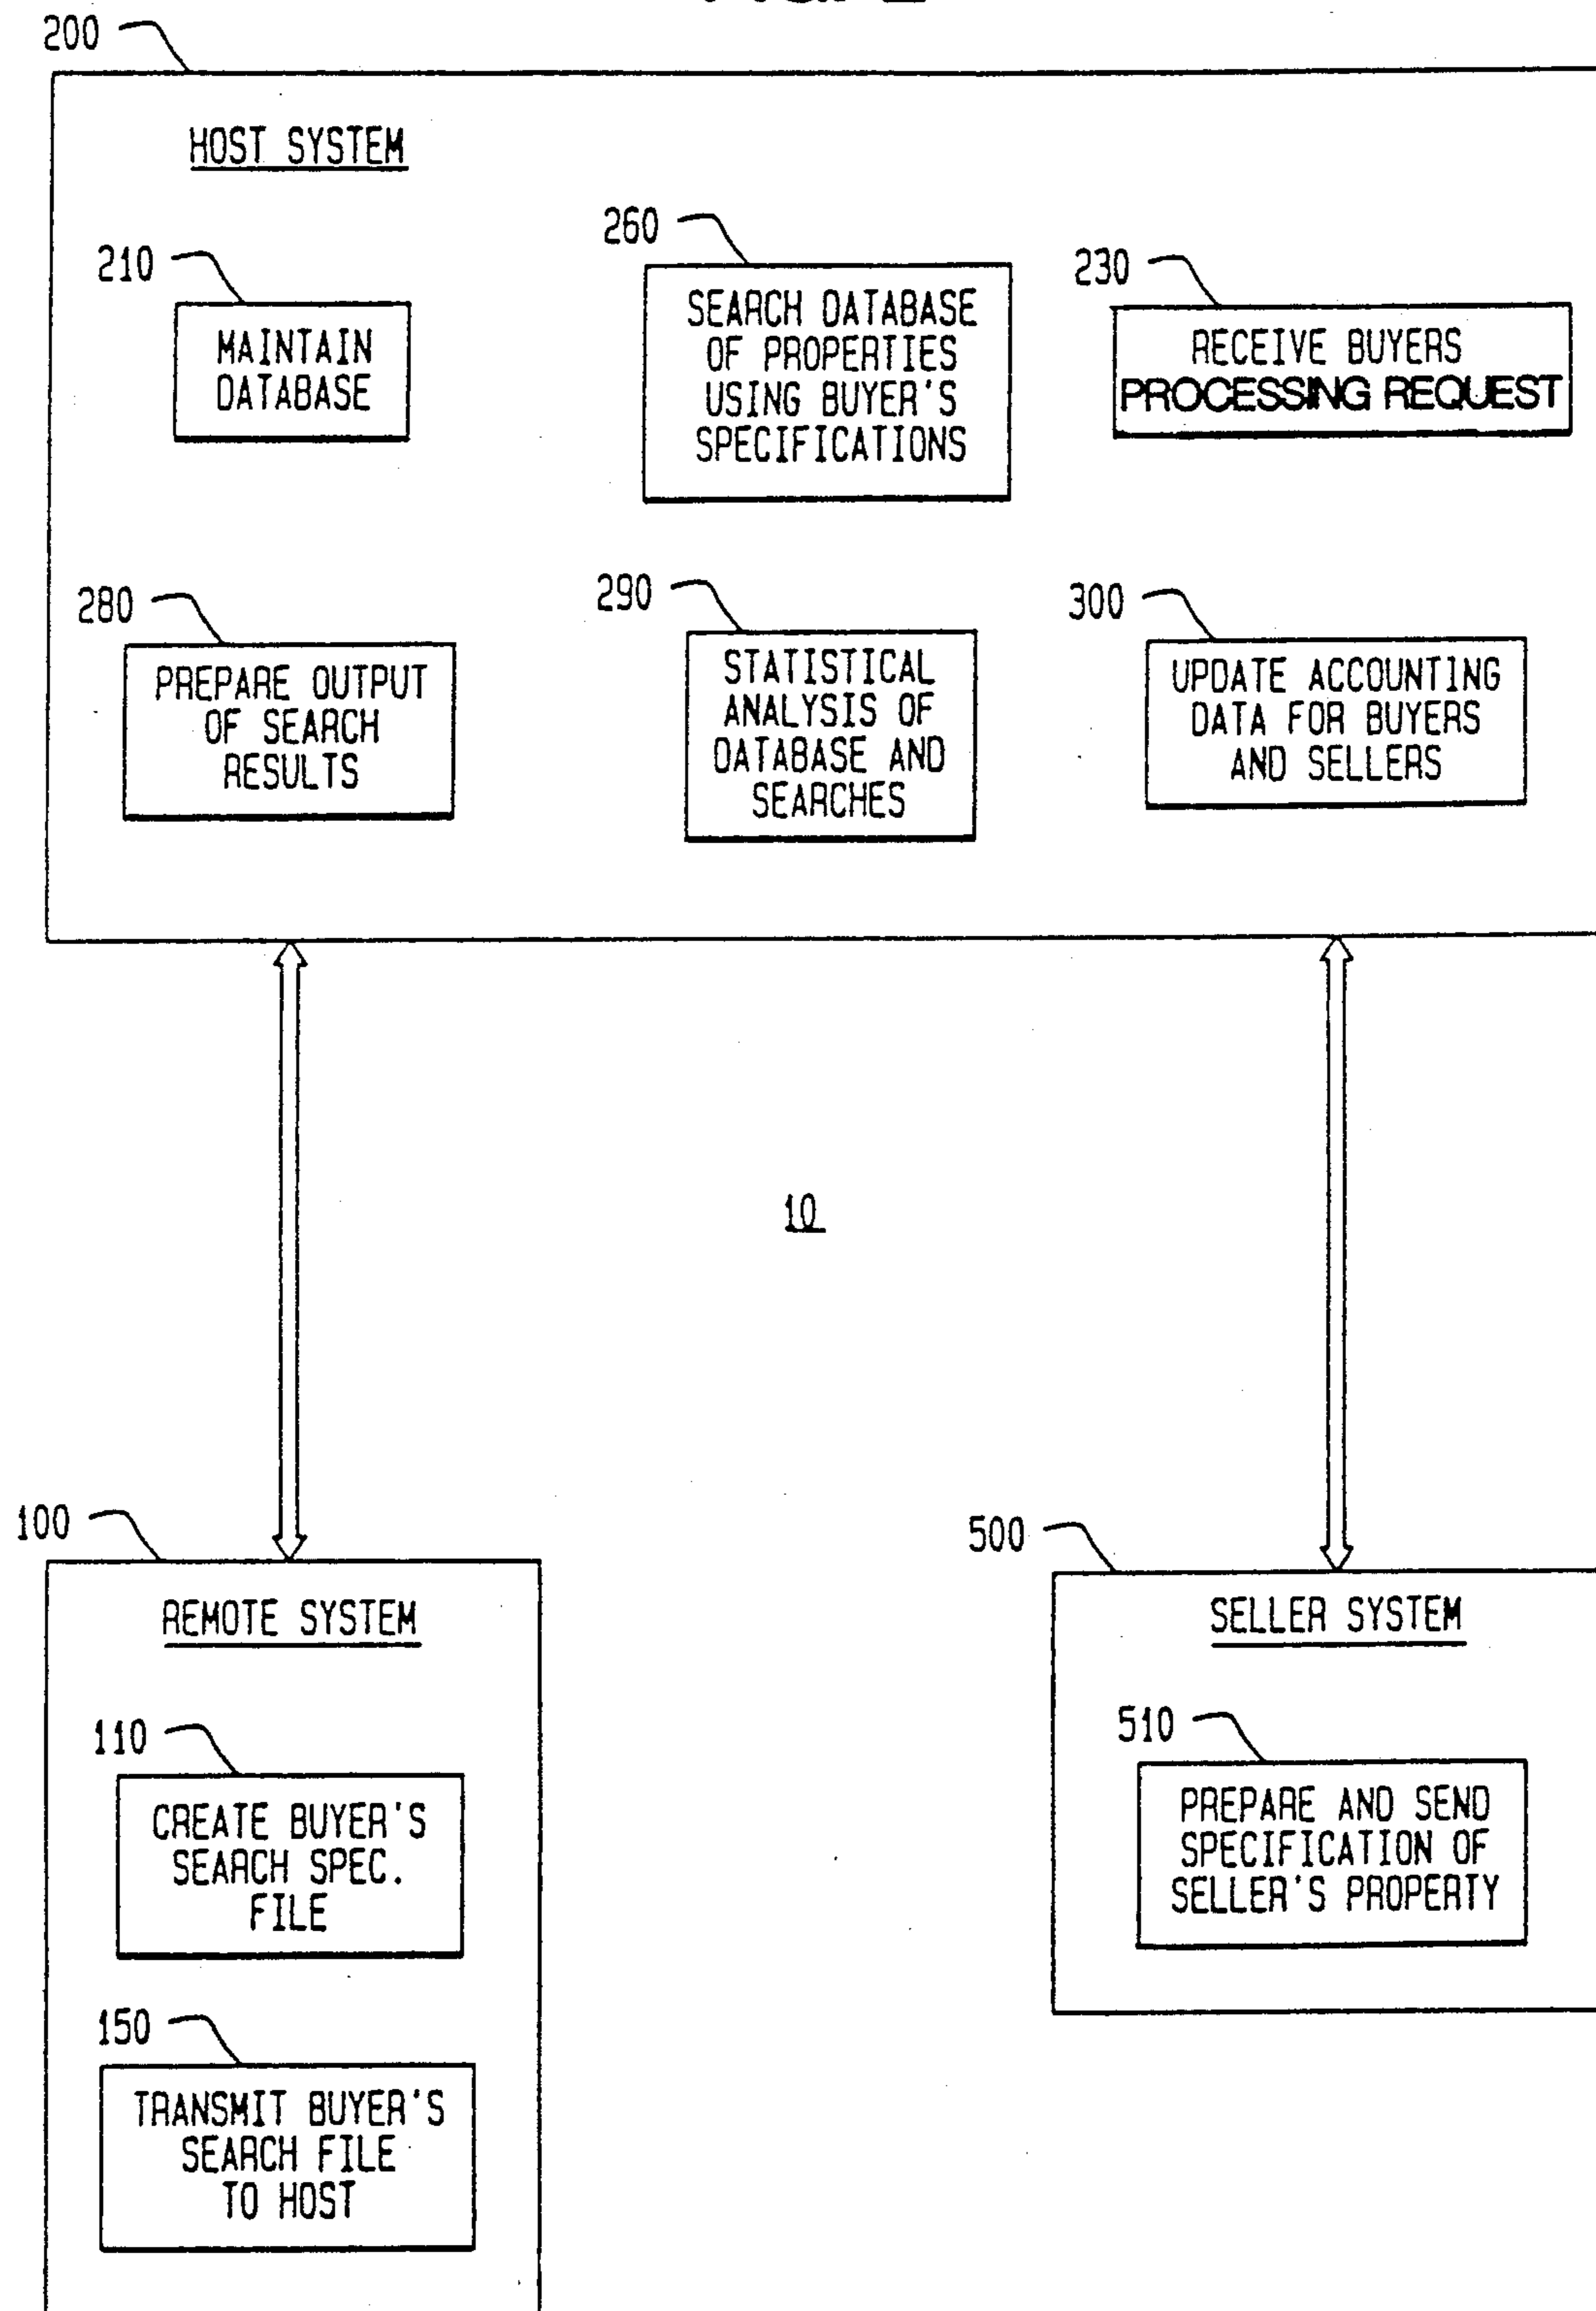 200
HOST SYSTEM
210
MAINTAIN
DATABASE
260
SEARCH DATABASE
OF PROPERTIES
USING BUYER'S
SPECIFICATIONS
230
RECEIVE BUYERS
PROCESSING REQUEST
280
PREPARE OUTPUT
OF SEARCH
RESULTS
290
STATISTICAL
ANALYSIS OF
DATABASE AND
SEARCHES
300
UPDATE ACCOUNTING
DATA FOR BUYERS
AND SELLERS
10
100
REMOTE SYSTEM
110
CREATE BUYER'S
SEARCH SPEC.
FILE
150
TRANSMIT BUYER'S
SEARCH FILE
TO HOST
500
SELLER SYSTEM
510
PREPARE AND SEND
SPECIFICATION OF
SELLER'S PROPERTY